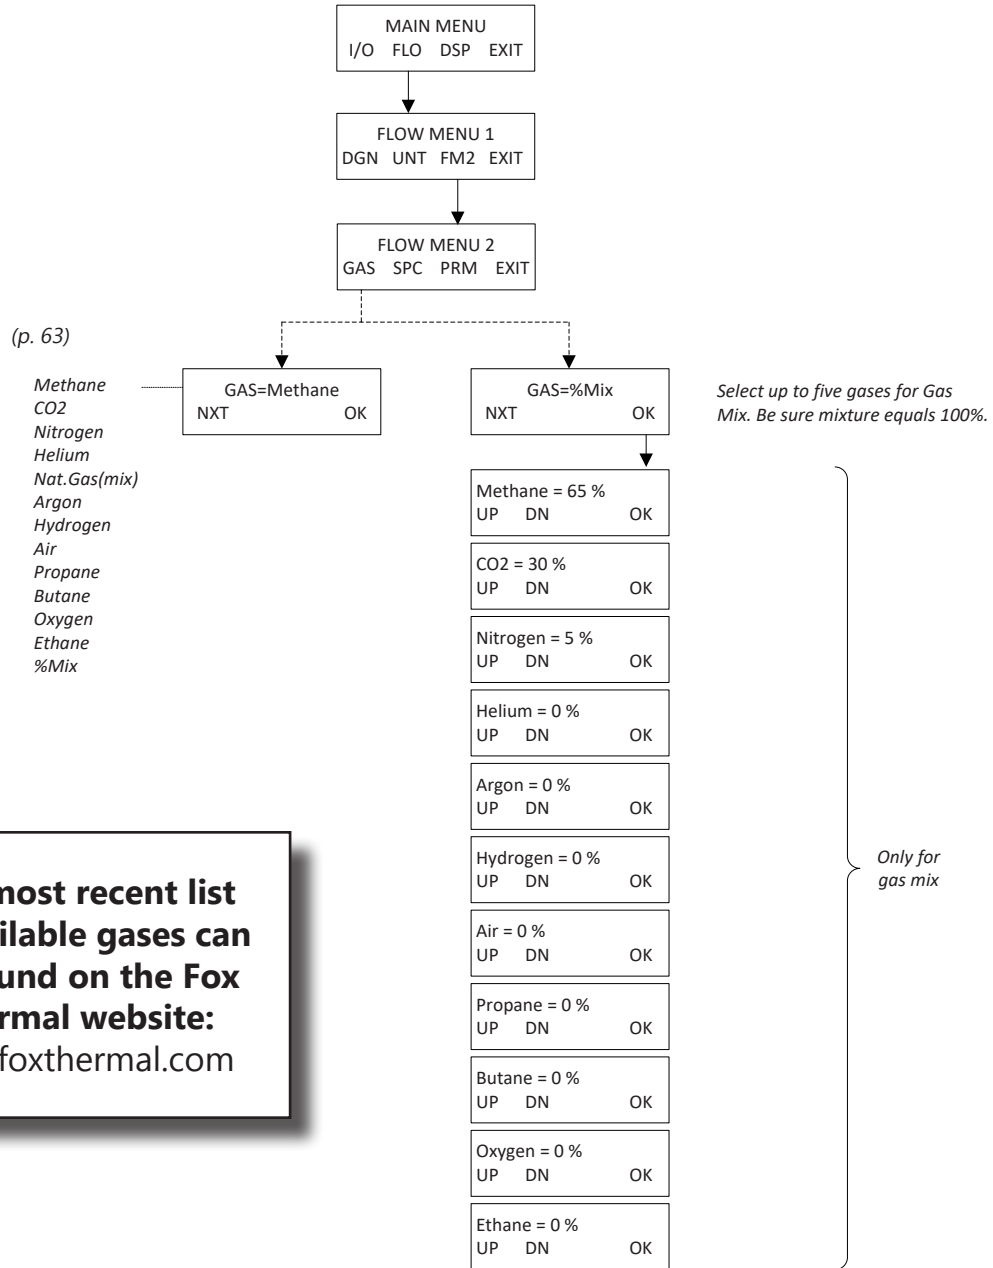 MAIN MENU
I/O FLO DSP EXIT
FLOW MENU 1
DGN UNT FM2 EXIT
FLOW MENU 2
GAS SPC PRM EXIT
(p. 63)
Methane
CO2
Nitrogen
Helium
Nat.Gas(mix)
Argon
Hydrogen
Air
Propane
Butane
Oxygen
Ethane
%Mix
GAS=Methane
NXT OK
GAS=%Mix
NXT OK
Select up to five gases for Gas
Mix. Be sure mixture equals 100%.
Methane = 65 %
UP DN OK
CO2 = 30 %
UP DN OK
Nitrogen = 5 %
UP DN OK
Helium = 0 %
UP DN OK
Argon = 0 %
UP DN OK
Hydrogen = 0 %
UP DN OK
Air = 0 %
UP DN OK
Propane = 0 %
UP DN OK
Butane = 0 %
UP DN OK
Oxygen = 0 %
UP DN OK
Ethane = 0 %
UP DN OK
Only for
gas mix
most recent list
gases can
on the Fox
website:
foxthermal.com